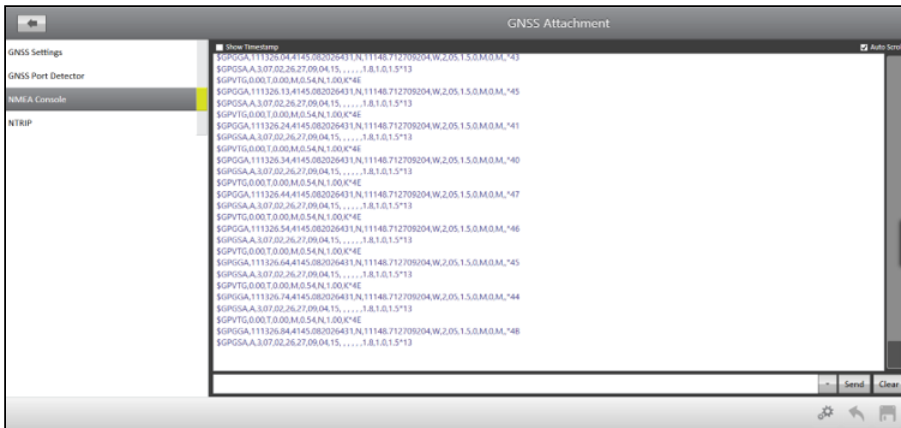 GNSS Attachment
GNSS Settings
GNSS Port Detector
NMEA Console
NTRIP
Show Timestamp
Auto Scrol
$GPGGA,111326.04,4145.082026431,N,11148.712709204,W,2,05,1.5,0,M,0,M,,*43
$GPGSA,A,3,07,02,26,27,09,04,15, , , , , ,1.8,1.0,1.5*13
$GPVTG,0.00,T,0.00,M,0.54,N,1.00,K*4E
$GPGGA,111326.13,4145.082026431,N,11148.712709204,W,2,05,1.5,0,M,0,M,,*45
$GPGSA,A,3,07,02,26,27,09,04,15, , , , , ,1.8,1.0,1.5*13
$GPVTG,0.00,T,0.00,M,0.54,N,1.00,K*4E
$GPGGA,111326.24,4145.082026431,N,11148.712709204,W,2,05,1.5,0,M,0,M,,*41
$GPGSA,A,3,07,02,26,27,09,04,15, , , , , ,1.8,1.0,1.5*13
$GPVTG,0.00,T,0.00,M,0.54,N,1.00,K*4E
$GPGGA,111326.34,4145.082026431,N,11148.712709204,W,2,05,1.5,0,M,0,M,,*40
$GPGSA,A,3,07,02,26,27,09,04,15, , , , , ,1.8,1.0,1.5*13
$GPVTG,0.00,T,0.00,M,0.54,N,1.00,K*4E
$GPGGA,111326.44,4145.082026431,N,11148.712709204,W,2,05,1.5,0,M,0,M,,*47
$GPGSA,A,3,07,02,26,27,09,04,15, , , , , ,1.8,1.0,1.5*13
$GPVTG,0.00,T,0.00,M,0.54,N,1.00,K*4E
$GPGGA,111326.54,4145.082026431,N,11148.712709204,W,2,05,1.5,0,M,0,M,,*46
$GPGSA,A,3,07,02,26,27,09,04,15, , , , , ,1.8,1.0,1.5*13
$GPVTG,0.00,T,0.00,M,0.54,N,1.00,K*4E
$GPGGA,111326.64,4145.082026431,N,11148.712709204,W,2,05,1.5,0,M,0,M,,*45
$GPGSA,A,3,07,02,26,27,09,04,15, , , , , ,1.8,1.0,1.5*13
$GPVTG,0.00,T,0.00,M,0.54,N,1.00,K*4E
$GPGGA,111326.74,4145.082026431,N,11148.712709204,W,2,05,1.5,0,M,0,M,,*44
$GPGSA,A,3,07,02,26,27,09,04,15, , , , , ,1.8,1.0,1.5*13
$GPVTG,0.00,T,0.00,M,0.54,N,1.00,K*4E
$GPGGA,111326.84,4145.082026431,N,11148.712709204,W,2,05,1.5,0,M,0,M,,*4B
$GPGSA,A,3,07,02,26,27,09,04,15, , , , , ,1.8,1.0,1.5*13
Send
Clear